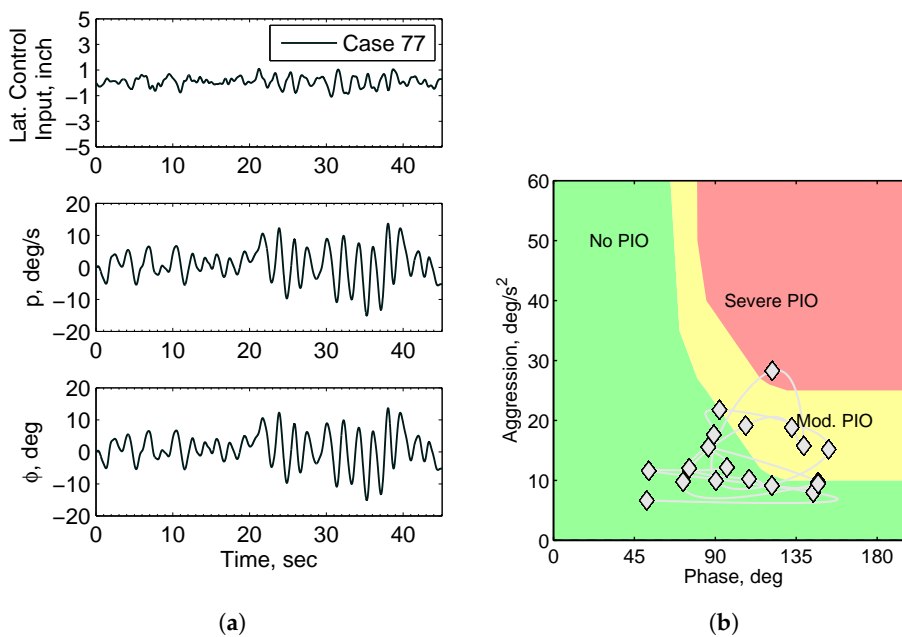 Case 77
Lat. Control
Input, inch
5
3
1
−1
−3
−5
0 10 20 30 40
p, deg/s
20
10
0
−10
−20
0 10 20 30 40
ϕ, deg
20
10
0
−10
−20
0 10 20 30 40
Time, sec
(a)
Aggression, deg/s²
60
50
40
30
20
10
0
No PIO
Severe PIO
Mod. PIO
0 45 90 135 180
Phase, deg
(b)